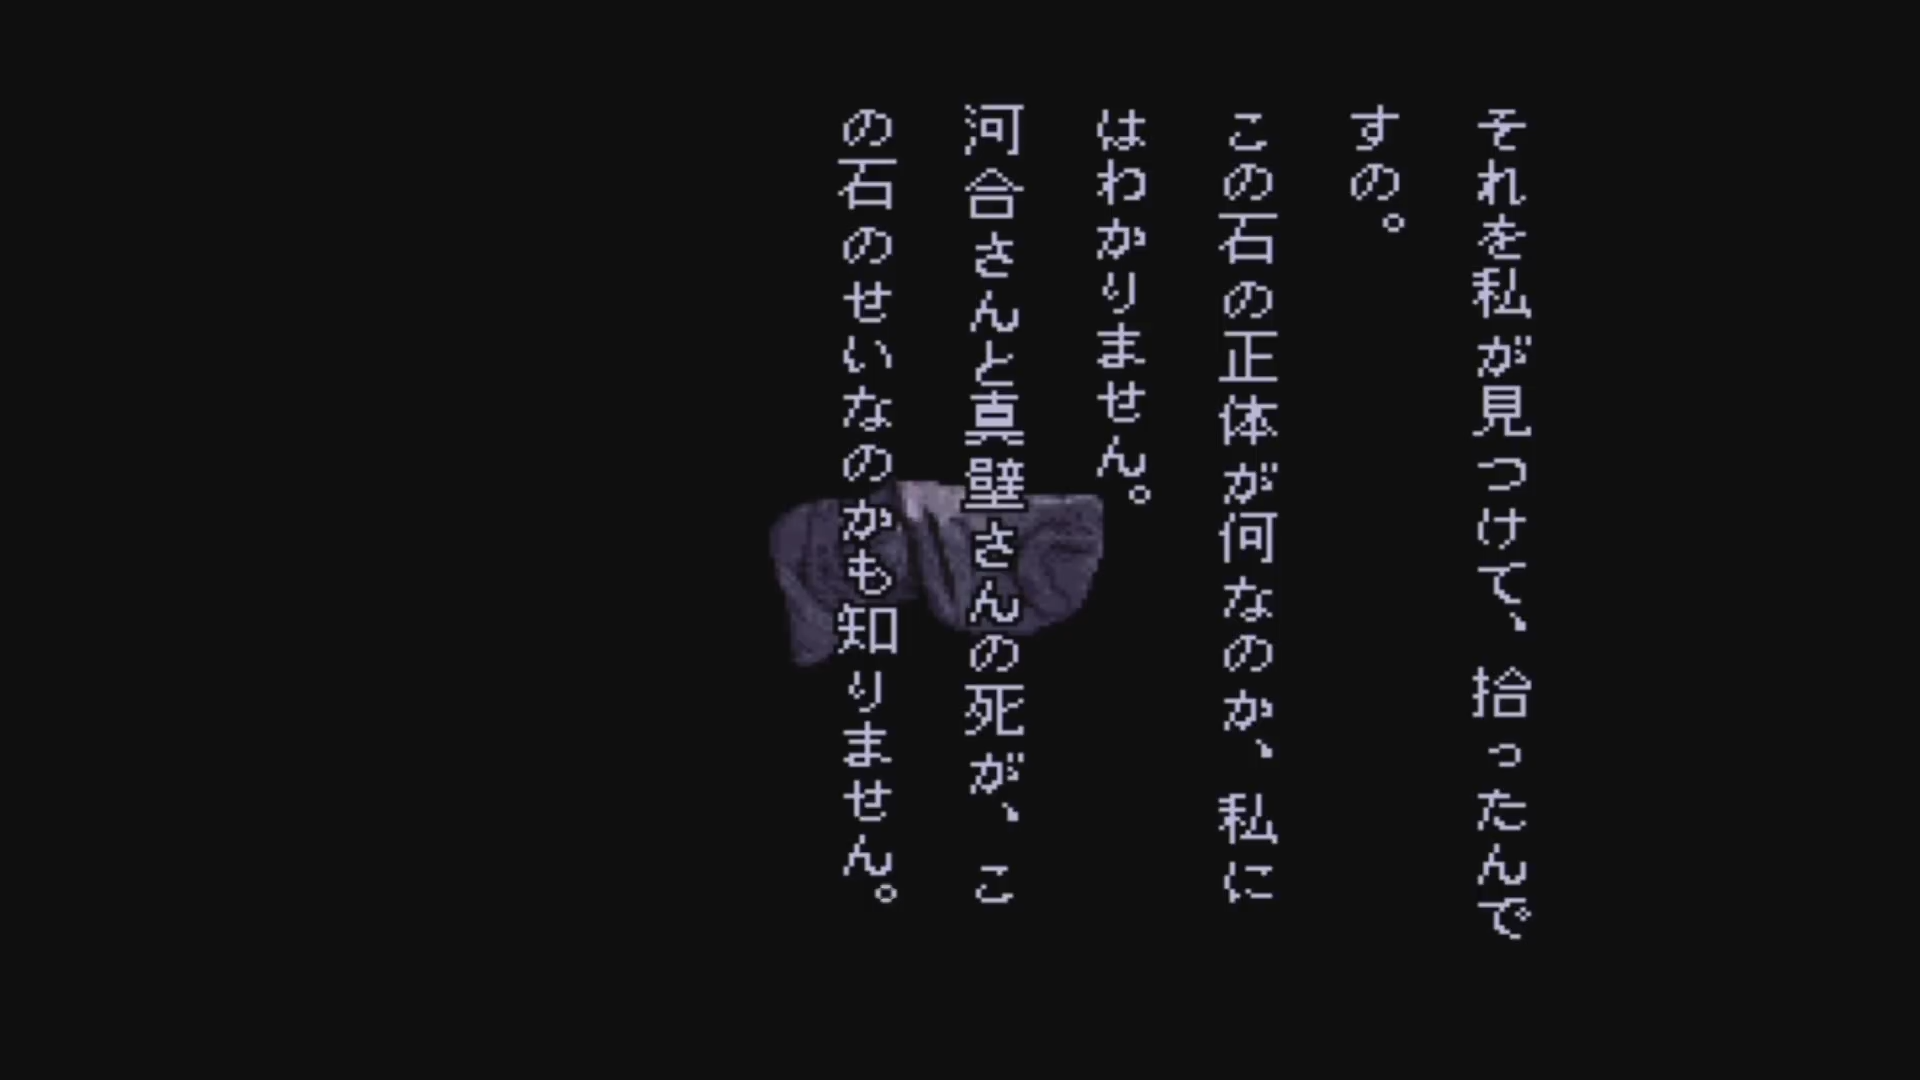 それを私が見つけて、拾ったんで
すの。
この石の正体が何なのか、私に
はわかりません。
河合さんと真壁さんの死が、こ
の石のせいなのかも知りません。